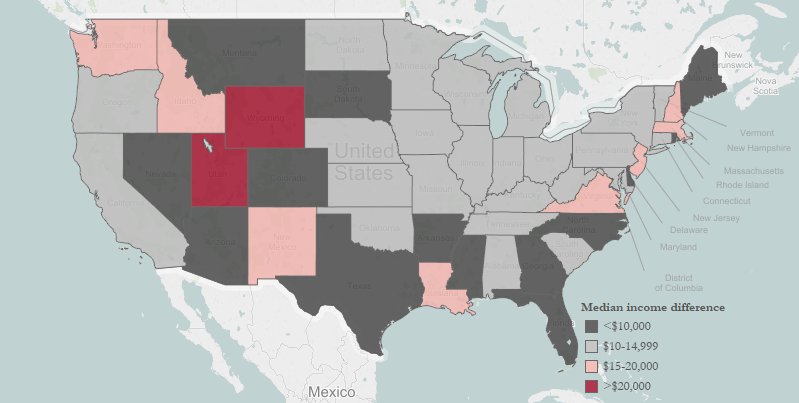 Washington
Montana
North
Dakota
Minnesota
New
Brunswick
Maine
Nova
Scotia
Oregon
Idaho
South
Dakota
Wisconsin
Michigan
Wyoming
Iowa
Vermont
New Hampshire
Massachusetts
Rhode Island
Connecticut
New Jersey
Delaware
Maryland
District
of Columbia
United
States
Nevada
Utah
Colorado
Illinois
Indiana
Ohio
Pennsylvania
Missouri
Kentucky
Virginia
California
Arizona
New
Mexico
Oklahoma
Arkansas
Tennessee
North
Carolina
South
Carolina
Texas
Alabama
Georgia
Mexico
Median income difference
<$10,000
$10-14,999
$15-20,000
>$20,000